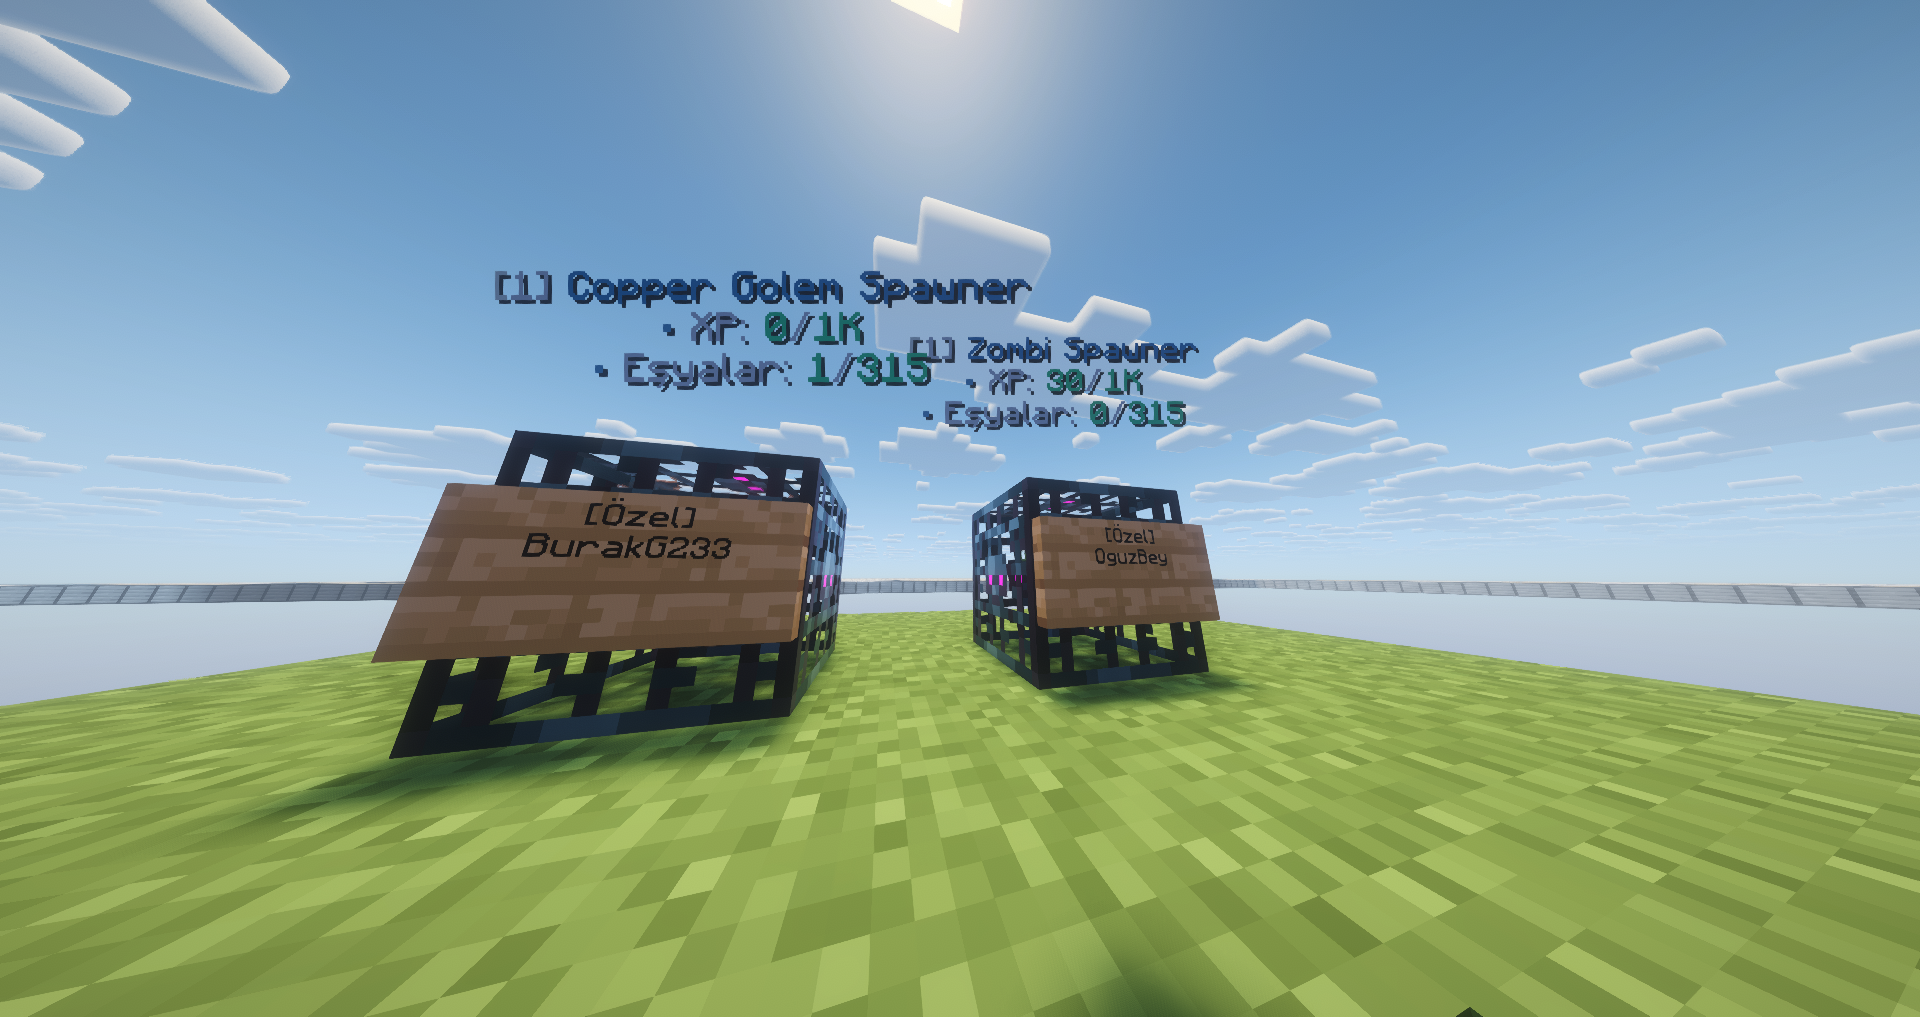 [1] Copper Golem Spawner
• XP: 0/1K
• Eşyalar: 1/315
[1] Zombi Spawner
• XP: 30/1K
• Eşyalar: 0/315
[Özel]
BurakG233
[Özel]
OguzBey